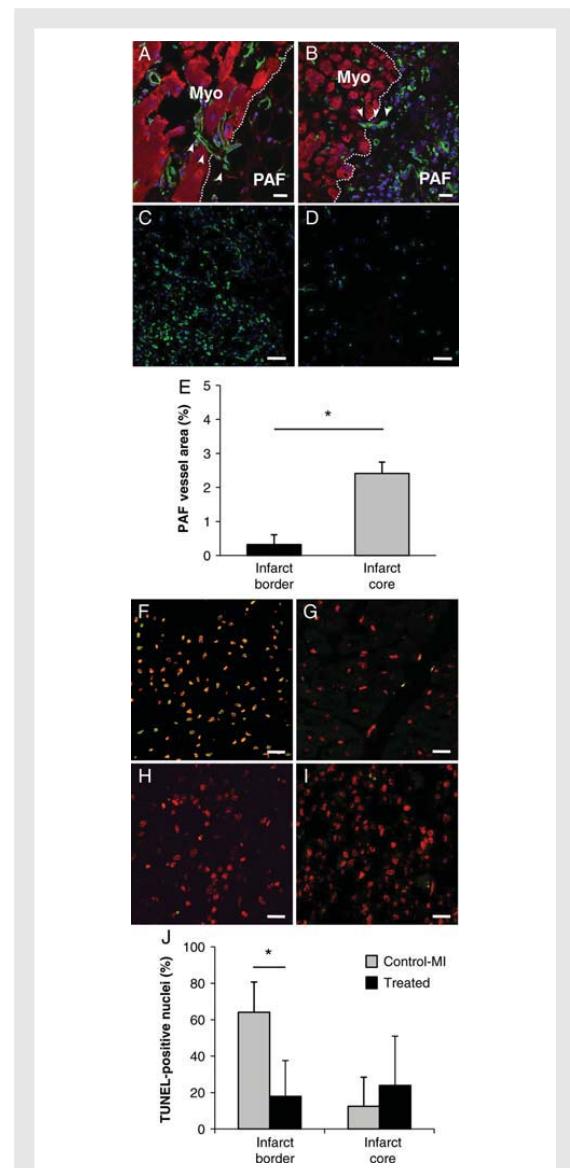 A
Myo
PAF
B
Myo
PAF
C
D
E
PAF vessel area (%)
5
4
3
2
1
0
*
Infarct
border
Infarct
core
F
G
H
I
J
TUNEL-positive nuclei (%)
100
80
60
40
20
0
*
Control-MI
Treated
Infarct
border
Infarct
core